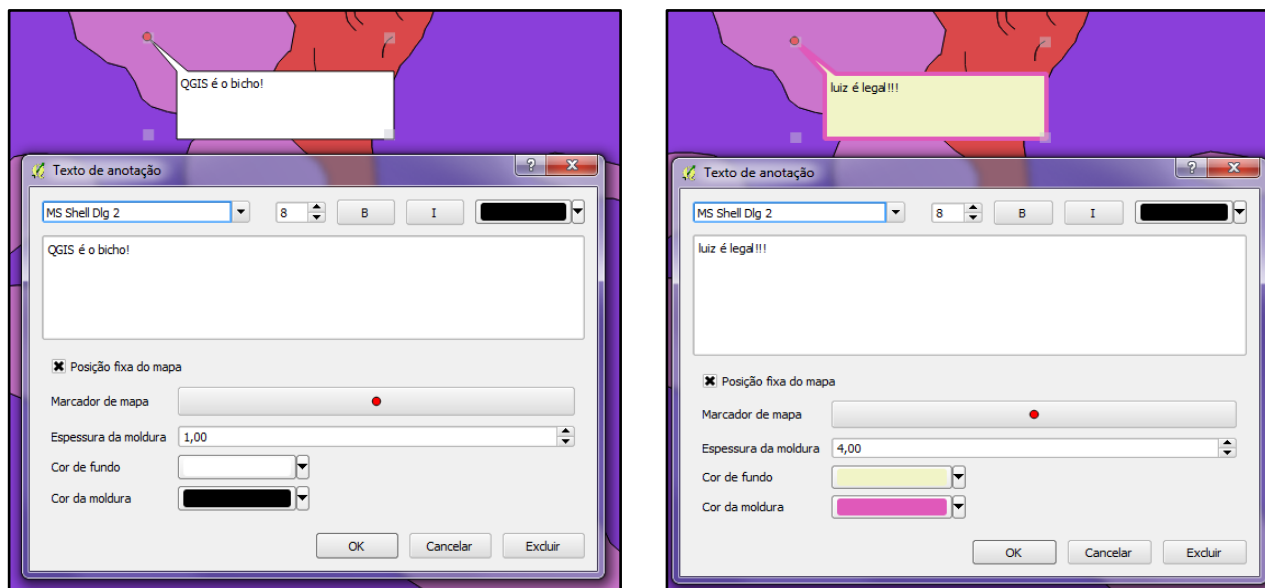 QGIS é o bicho!
Texto de anotação
?
MS Shell Dlg 2
8
B
I
QGIS é o bicho!
Posição fixa do mapa
Marcador de mapa
Espessura da moldura
1,00
Cor de fundo
Cor da moldura
OK
Cancelar
Excluir
luiz é legal!!!
Texto de anotação
?
MS Shell Dlg 2
8
B
I
luiz é legal!!!
Posição fixa do mapa
Marcador de mapa
Espessura da moldura
4,00
Cor de fundo
Cor da moldura
OK
Cancelar
Excluir